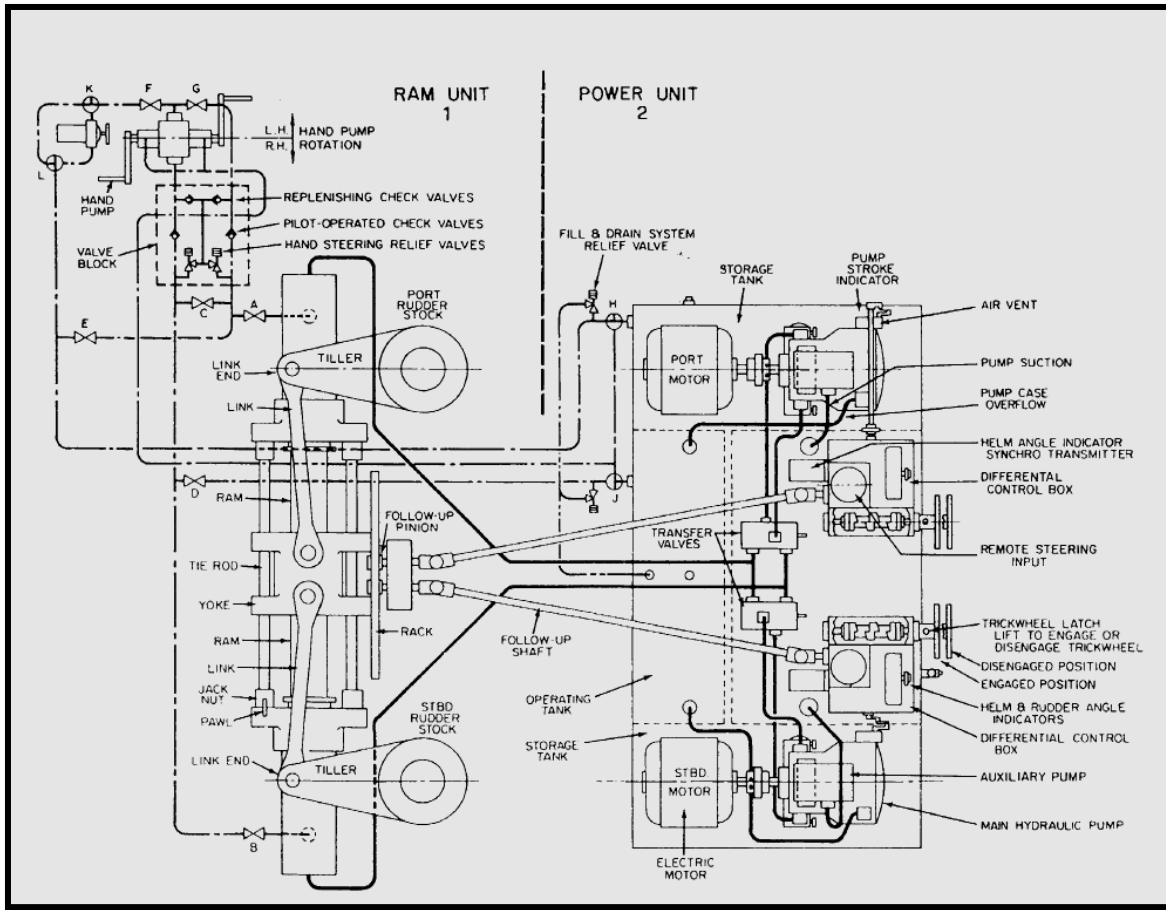 RAM UNIT
1
POWER UNIT
2
K
F
G
L.H.
R.H.
HAND PUMP
ROTATION
L
HAND
PUMP
REPLENISHING CHECK VALVES
PILOT-OPERATED CHECK VALVES
HAND STEERING RELIEF VALVES
VALVE
BLOCK
C
A
E
PORT
RUDDER
STOCK
TILLER
LINK
END
LINK
D
RAM
FOLLOW-UP
PINION
TIE ROD
YOKE
RACK
RAM
LINK
FOLLOW-UP
SHAFT
JACK
NUT
PAWL
STBD
RUDDER
STOCK
LINK END
TILLER
B
FILL & DRAIN SYSTEM
RELIEF VALVE
STORAGE
TANK
PUMP
STROKE
INDICATOR
AIR VENT
H
PORT
MOTOR
PUMP SUCTION
PUMP CASE
OVERFLOW
HELM ANGLE INDICATOR
SYNCHRO TRANSMITTER
J
DIFFERENTAL
CONTROL BOX
TRANSFER
VALVES
REMOTE STEERING
INPUT
TRICKWHEEL LATCH
LIFT TO ENGAGE OR
DISENGAGE TRICKWHEEL
DISENGAGED POSITION
ENGAGED POSITION
OPERATING
TANK
HELM & RUDDER ANGLE
INDICATORS
STORAGE
TANK
DIFFERENTIAL CONTROL
BOX
STBD.
MOTOR
AUXILIARY PUMP
MAIN HYDRAULIC PUMP
ELECTRIC
MOTOR